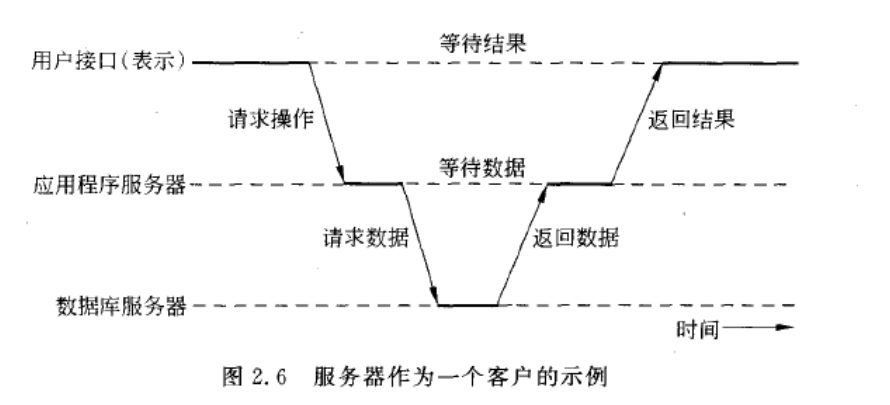 等待结果
用户接口(表示)
请求操作
返回结果
等待数据
应用程序服务器
请求数据
返回数据
数据库服务器
时间
图 2.6 服务器作为一个客户的示例